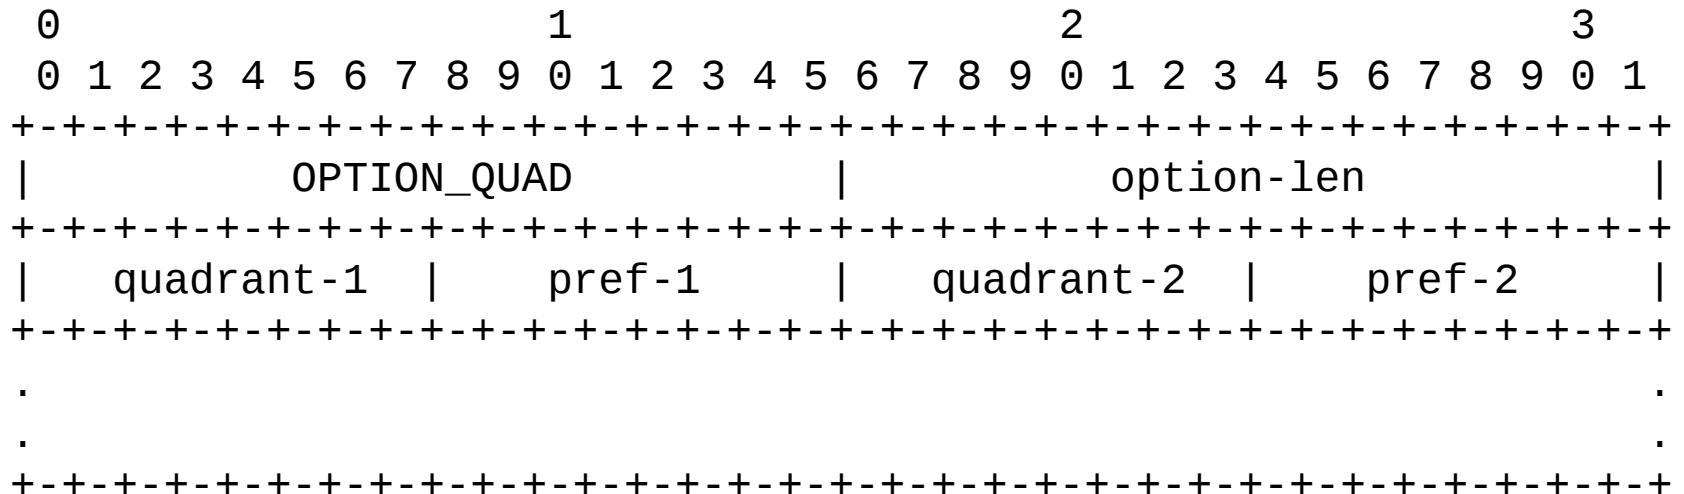 0                   1                   2                   3
 0 1 2 3 4 5 6 7 8 9 0 1 2 3 4 5 6 7 8 9 0 1 2 3 4 5 6 7 8 9 0 1
+-+-+-+-+-+-+-+-+-+-+-+-+-+-+-+-+-+-+-+-+-+-+-+-+-+-+-+-+-+-+-+-+
|          OPTION_QUAD          |          option-len           |
+-+-+-+-+-+-+-+-+-+-+-+-+-+-+-+-+-+-+-+-+-+-+-+-+-+-+-+-+-+-+-+-+
|   quadrant-1  |    pref-1     |   quadrant-2  |    pref-2     |
+-+-+-+-+-+-+-+-+-+-+-+-+-+-+-+-+-+-+-+-+-+-+-+-+-+-+-+-+-+-+-+-+
.                                                               .
.                                                               .
+-+-+-+-+-+-+-+-+-+-+-+-+-+-+-+-+-+-+-+-+-+-+-+-+-+-+-+-+-+-+-+-+